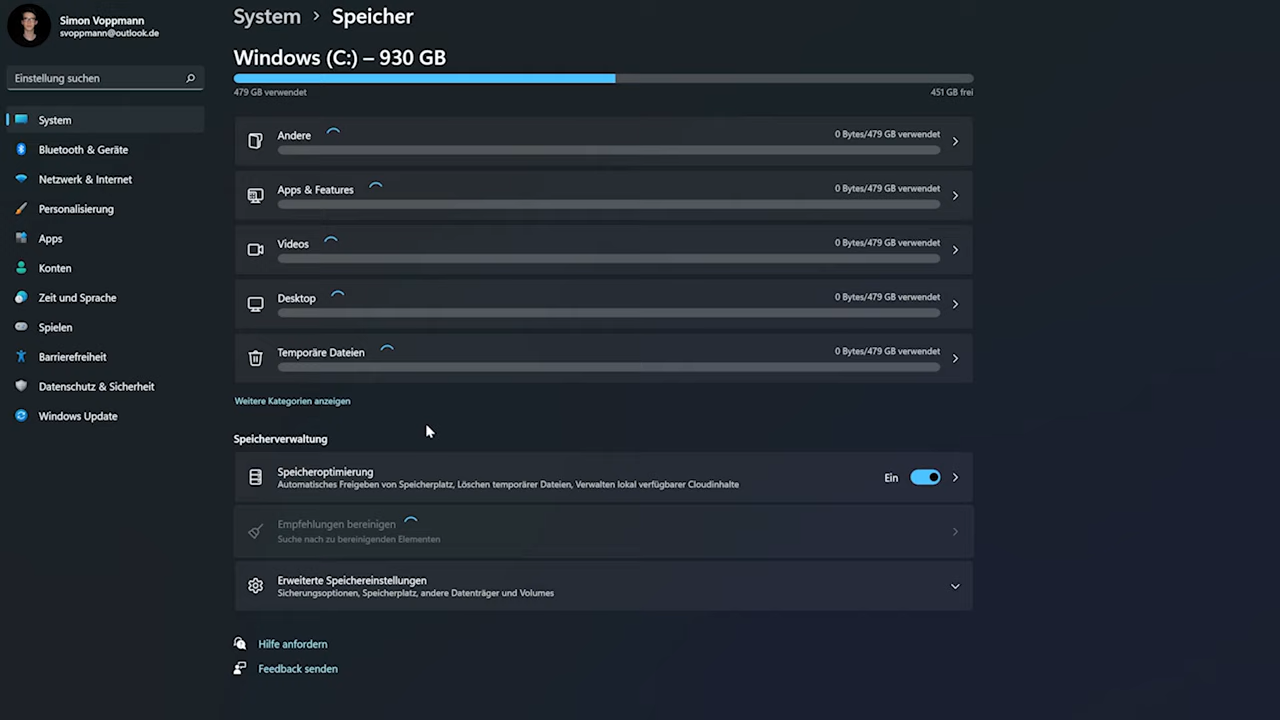 Simon Voppmann
svoppmann@outlook.de
Einstellung suchen
System
Bluetooth & Geräte
Netzwerk & Internet
Personalisierung
Apps
Konten
Zeit und Sprache
Spielen
Barrierefreiheit
Datenschutz & Sicherheit
Windows Update
System > Speicher
Windows (C:) – 930 GB
479 GB verwendet 451 GB frei
Andere 0 Bytes/479 GB verwendet
Apps & Features 0 Bytes/479 GB verwendet
Videos 0 Bytes/479 GB verwendet
Desktop 0 Bytes/479 GB verwendet
Temporäre Dateien 0 Bytes/479 GB verwendet
Weitere Kategorien anzeigen
Speicherverwaltung
Speicheroptimierung
Automatisches Freigeben von Speicherplatz, Löschen temporärer Dateien, Verwalten lokal verfügbarer Cloudinhalte
Ein
Empfehlungen bereinigen
Suche nach zu bereinigenden Elementen
Erweiterte Speichereinstellungen
Sicherungsoptionen, Speicherplatz, andere Datenträger und Volumes
Hilfe anfordern
Feedback senden